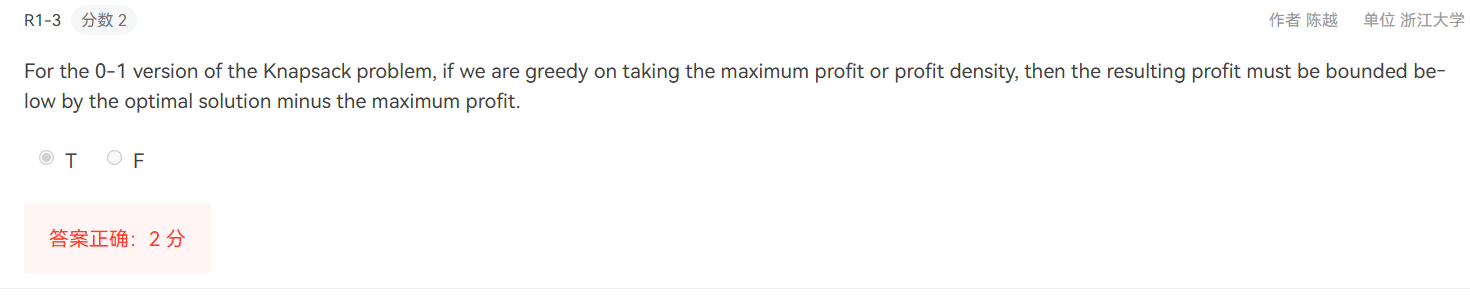 R1-3 分数 2 作者 陈越 单位 浙江大学
For the 0-1 version of the Knapsack problem, if we are greedy on taking the maximum profit or profit density, then the resulting profit must be bounded be-
low by the optimal solution minus the maximum profit.
T F
答案正确：2 分